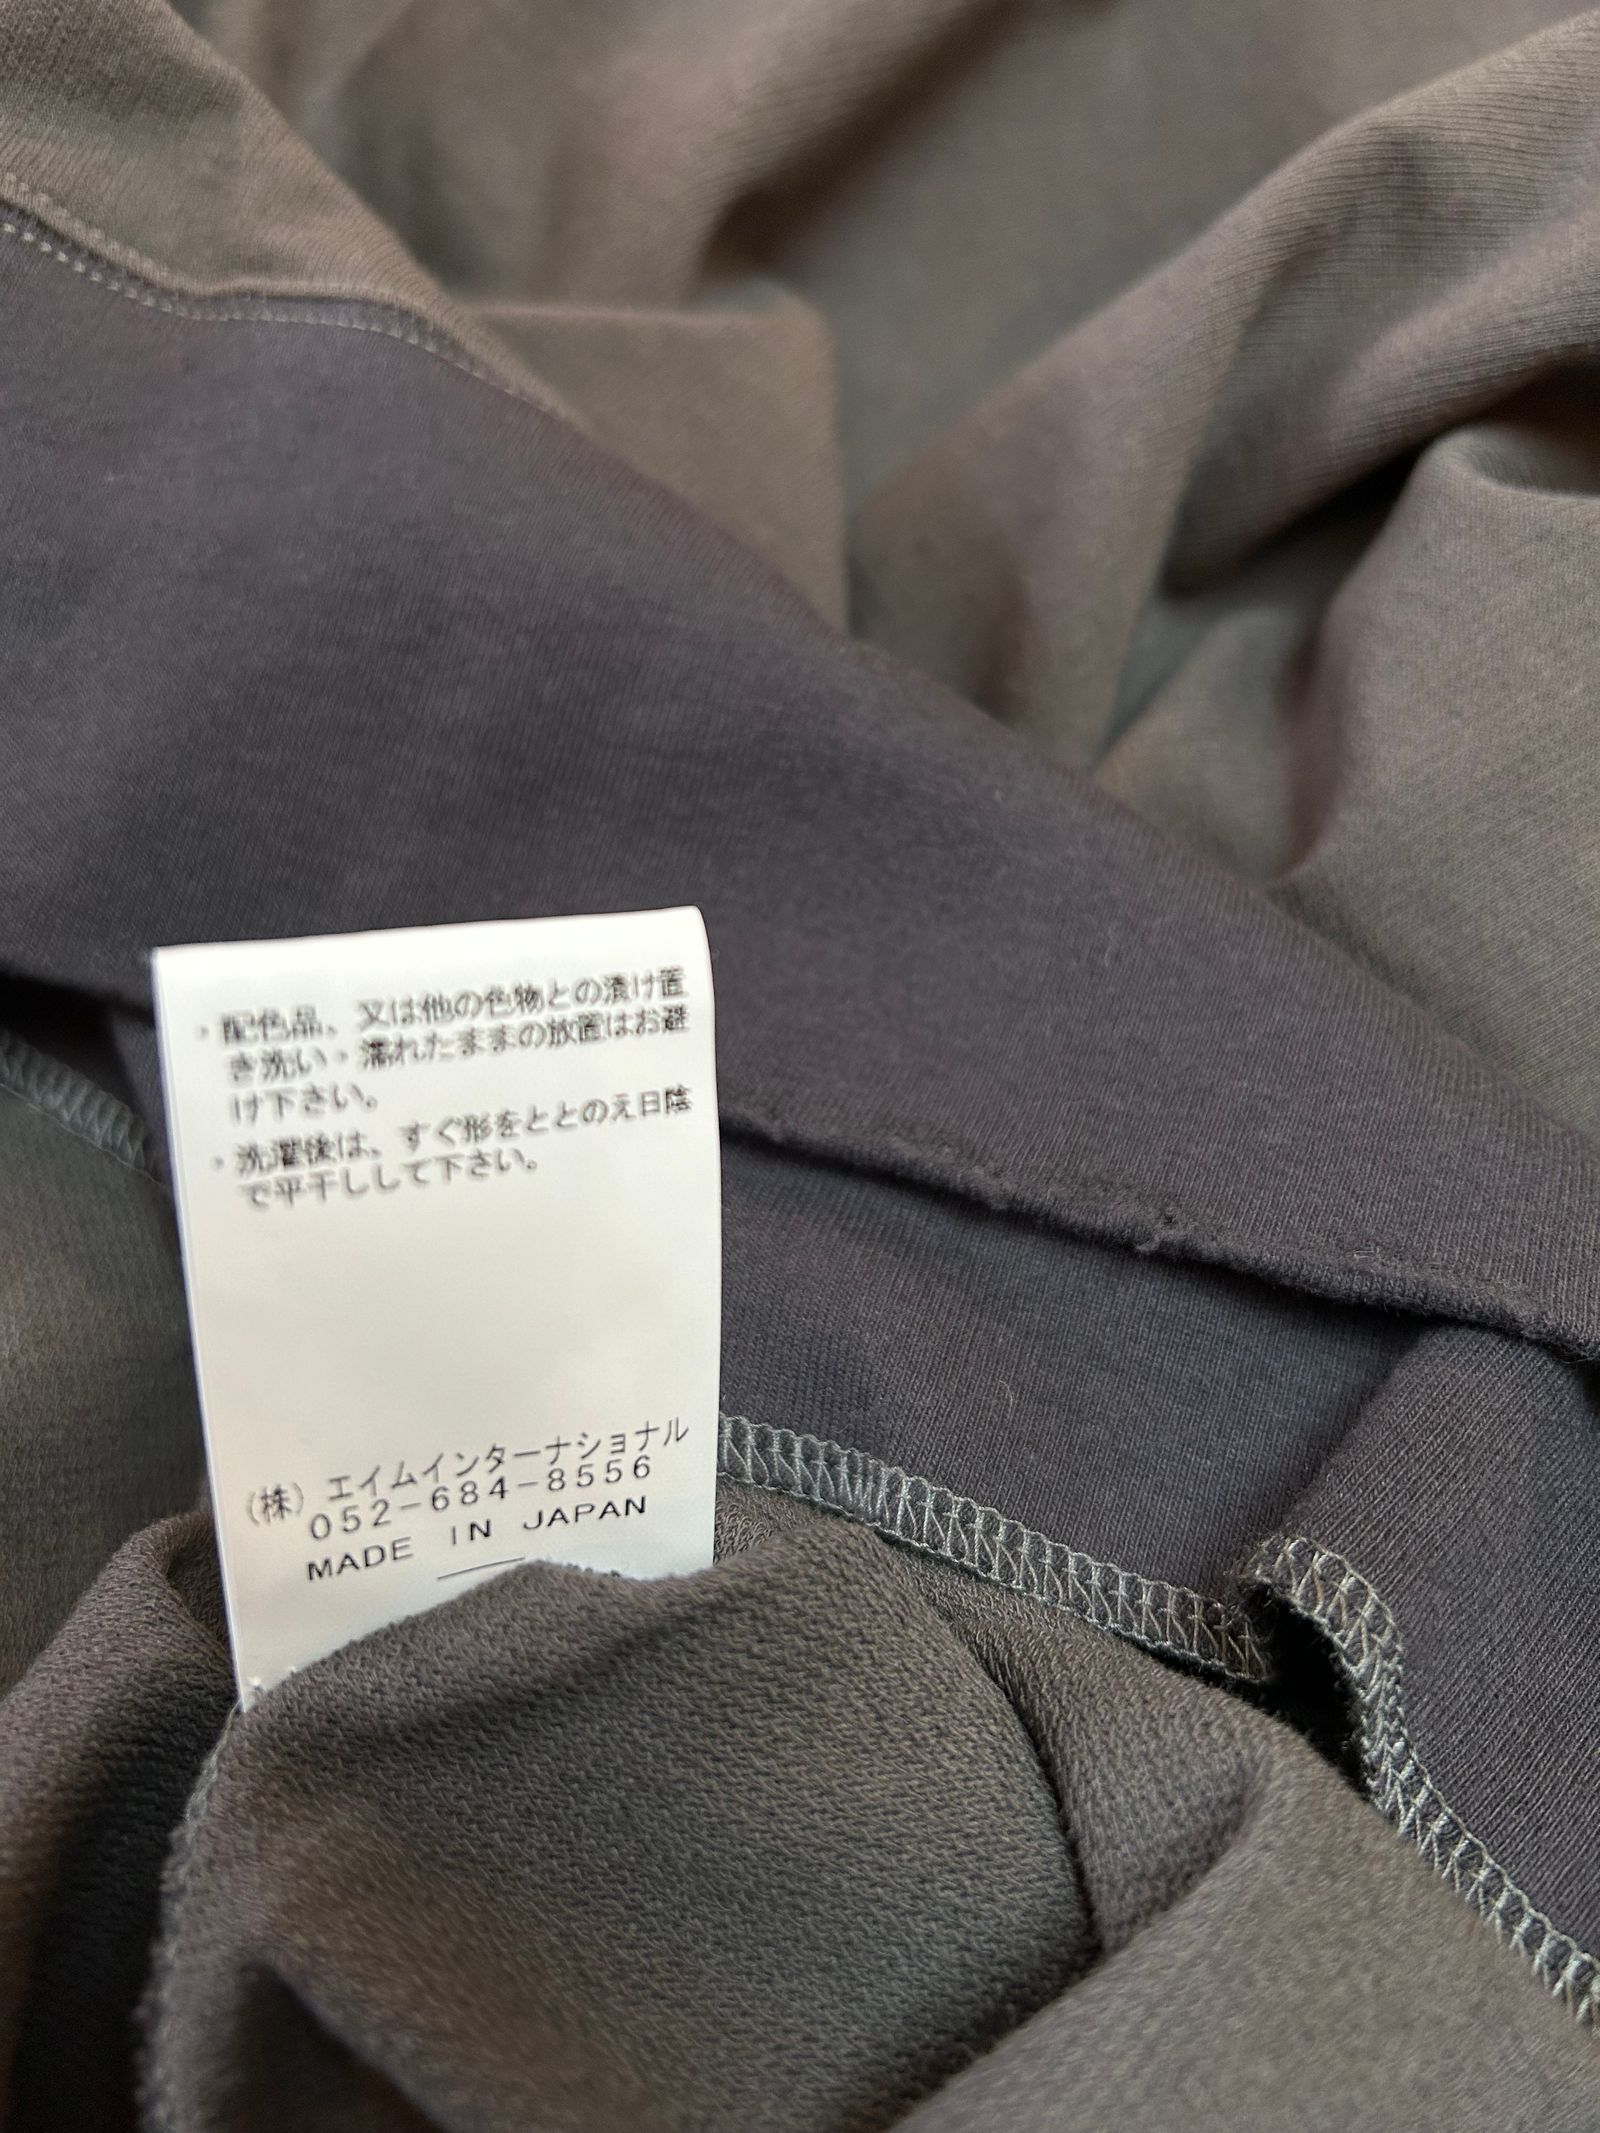 ・配色品、又は他の色物との漬け置
き洗い・濡れたままの放置はお避
け下さい。
・洗濯後は、すぐ形をととのえ日陰
で平干しして下さい。
(株) エイムインターナショナル
052-684-8556
MADE IN JAPAN